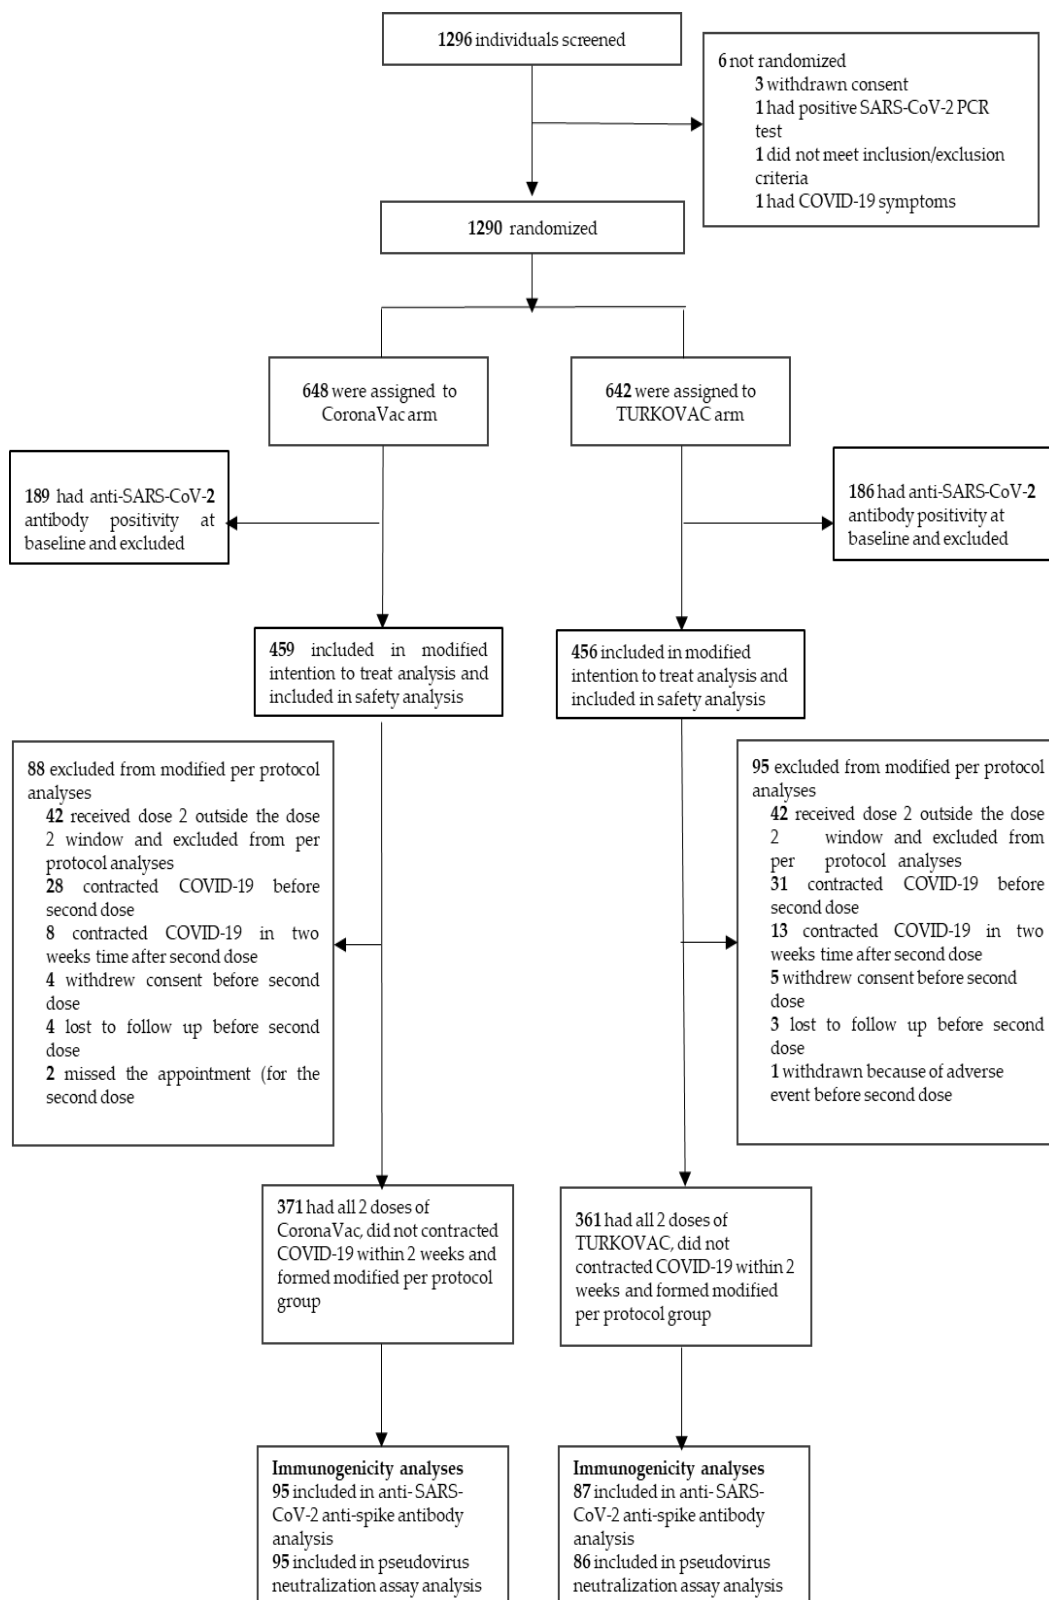 1296 individuals screened
6 not randomized
3 withdrawn consent
1 had positive SARS-CoV-2 PCR
test
1 did not meet inclusion/exclusion
criteria
1 had COVID-19 symptoms
1290 randomized
648 were assigned to
CoronaVac arm
642 were assigned to
TURKOVAC arm
189 had anti-SARS-CoV-2
antibody positivity at
baseline and excluded
186 had anti-SARS-CoV-2
antibody positivity at
baseline and excluded
459 included in modified
intention to treat analysis and
included in safety analysis
456 included in modified
intention to treat analysis and
included in safety analysis
88 excluded from modified per protocol
analyses
42 received dose 2 outside the dose
2 window and excluded from per
protocol analyses
28 contracted COVID-19 before
second dose
8 contracted COVID-19 in two
weeks time after second dose
4 withdrew consent before second
dose
4 lost to follow up before second
dose
2 missed the appointment (for the
second dose
95 excluded from modified per protocol
analyses
42 received dose 2 outside the dose
2 window and excluded from
per protocol analyses
31 contracted COVID-19 before
second dose
13 contracted COVID-19 in two
weeks time after second dose
5 withdrew consent before second
dose
3 lost to follow up before second
dose
1 withdrawn because of adverse
event before second dose
371 had all 2 doses of
CoronaVac, did not contracted
COVID-19 within 2 weeks and
formed modified per protocol
group
361 had all 2 doses of
TURKOVAC, did not
contracted COVID-19 within 2
weeks and formed modified
per protocol group
Immunogenicity analyses
95 included in anti-SARS-
CoV-2 anti-spike antibody
analysis
95 included in pseudovirus
neutralization assay analysis
Immunogenicity analyses
87 included in anti-SARS-
CoV-2 anti-spike antibody
analysis
86 included in pseudovirus
neutralization assay analysis